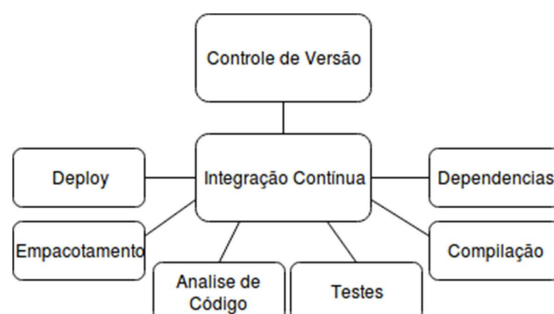 Controle de Versão
Deploy
Integração Contínua
Dependencias
Empacotamento
Compilação
Analise de
Código
Testes